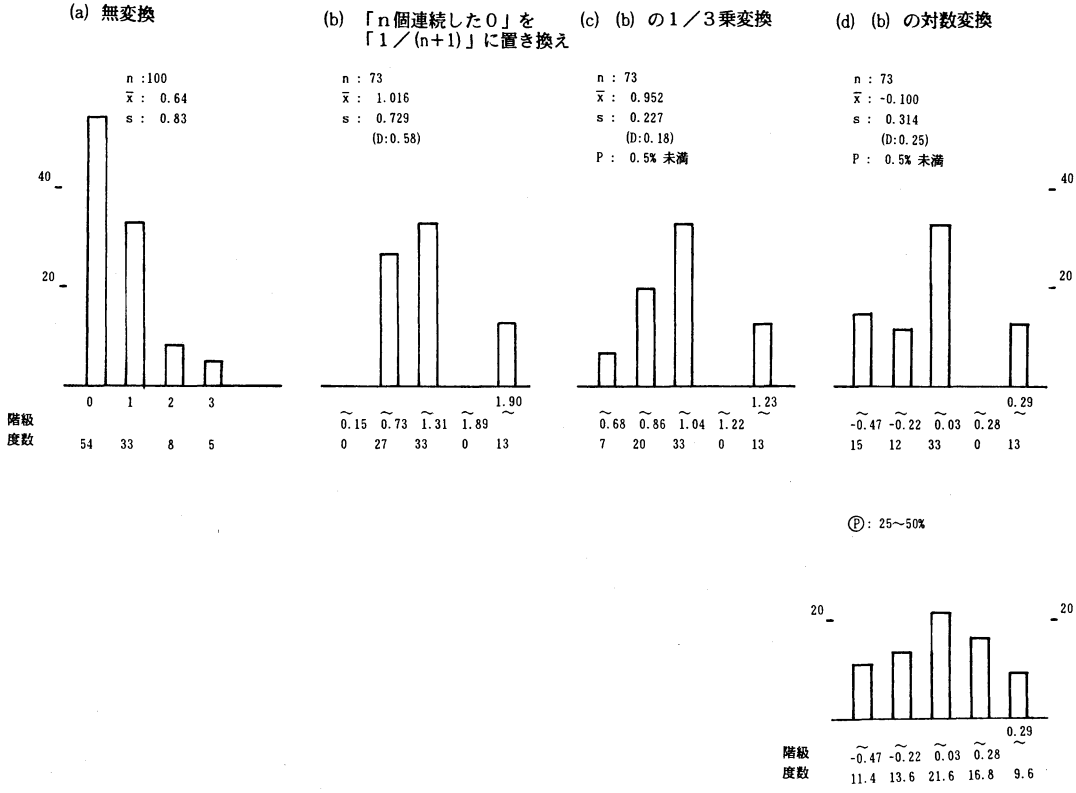 (a) 無変換
n :100
x̄ : 0.64
s : 0.83
40
20
0 1 2 3
階級
度数 54 33 8 5
(b) 「n個連続した0」を
「1/(n+1)」に置き換え
n : 73
x̄ : 1.016
s : 0.729
(D:0.58)
1.90
~ ~ ~ ~ ~
0.15 0.73 1.31 1.89
0 27 33 0 13
(c) (b) の1/3乗変換
n : 73
x̄ : 0.952
s : 0.227
(D:0.18)
P : 0.5% 未満
1.23
~ ~ ~ ~ ~
0.68 0.86 1.04 1.22
7 20 33 0 13
(d) (b) の対数変換
n : 73
x̄ : -0.100
s : 0.314
(D:0.25)
P : 0.5% 未満
40
20
0.29
~ ~ ~ ~ ~
-0.47 -0.22 0.03 0.28
15 12 33 0 13
Ⓟ : 25~50%
20 20
0.29
~ ~ ~ ~ ~
階級 -0.47 -0.22 0.03 0.28
度数 11.4 13.6 21.6 16.8 9.6